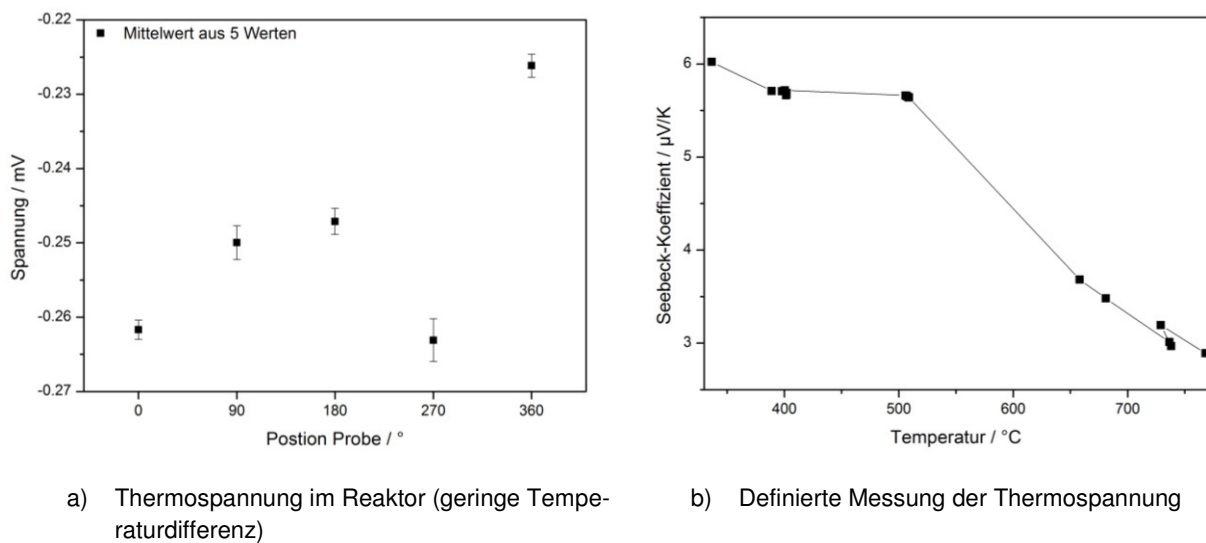 -0.22
-0.23
-0.24
-0.25
-0.26
-0.27
Spannung / mV
Mittelwert aus 5 Werten
0 90 180 270 360
Postion Probe / °
6
5
4
3
Seebeck-Koeffizient / µV/K
400 500 600 700
Temperatur / °C
a) Thermospannung im Reaktor (geringe Tempe-
raturdifferenz)
b) Definierte Messung der Thermospannung